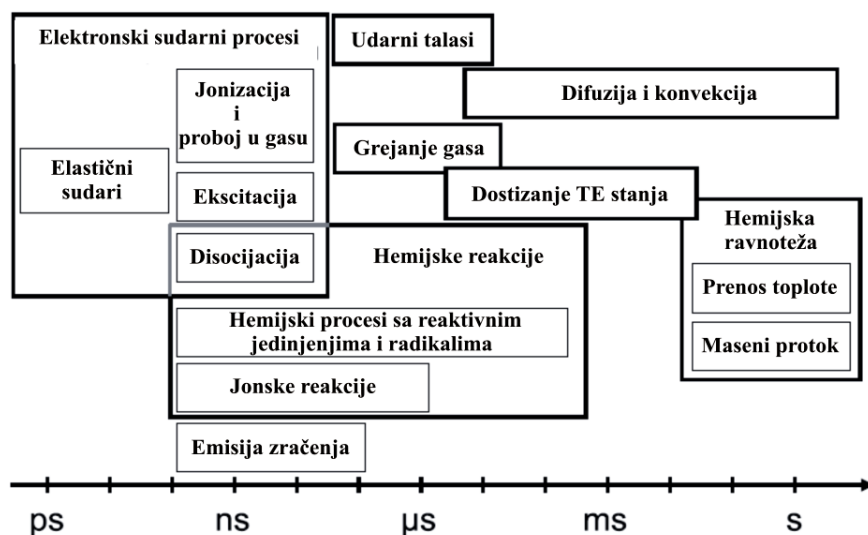 Elektronski sudarni procesi
Udarni talasi
Jonizacija
i
proboj u gasu
Difuzija i konvekcija
Grejanje gasa
Elastični
sudari
Ekscitacija
Dostizanje TE stanja
Hemijska
ravnoteža
Disocijacija
Hemijske reakcije
Prenos toplote
Hemijski procesi sa reaktivnim
jedinjenjima i radikalima
Maseni protok
Jonske reakcije
Emisija zračenja
ps ns µs ms s